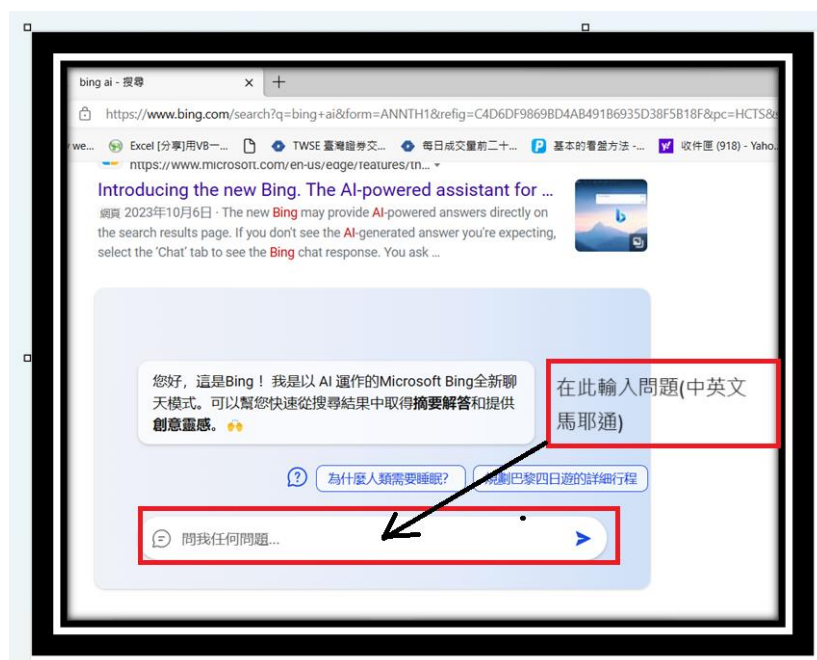 bing ai - 搜尋
https://www.bing.com/search?q=bing+ai&form=ANNTH1&refig=C4D6DF9869BD4AB491B6935D38F5B18F&pc=HCTS&
we... Excel [分享]用VB一... TWSE 臺灣證券交... 每日成交量前二十... 基本的看盤方法 -... 收件匣 (918) - Yaho...
https://www.microsoft.com/en-us/edge/features/th...
Introducing the new Bing. The AI-powered assistant for ...
網頁 2023年10月6日 · The new Bing may provide AI-powered answers directly on
the search results page. If you don't see the AI-generated answer you're expecting,
select the 'Chat' tab to see the Bing chat response. You ask ...
您好，這是Bing！ 我是以 AI 運作的Microsoft Bing全新聊
天模式。可以幫您快速從搜尋結果中取得摘要解答和提供
創意靈感。
在此輸入問題(中英文
馬耶通)
為什麼人類需要睡眠?
規劃巴黎四日遊的詳細行程
問我任何問題...